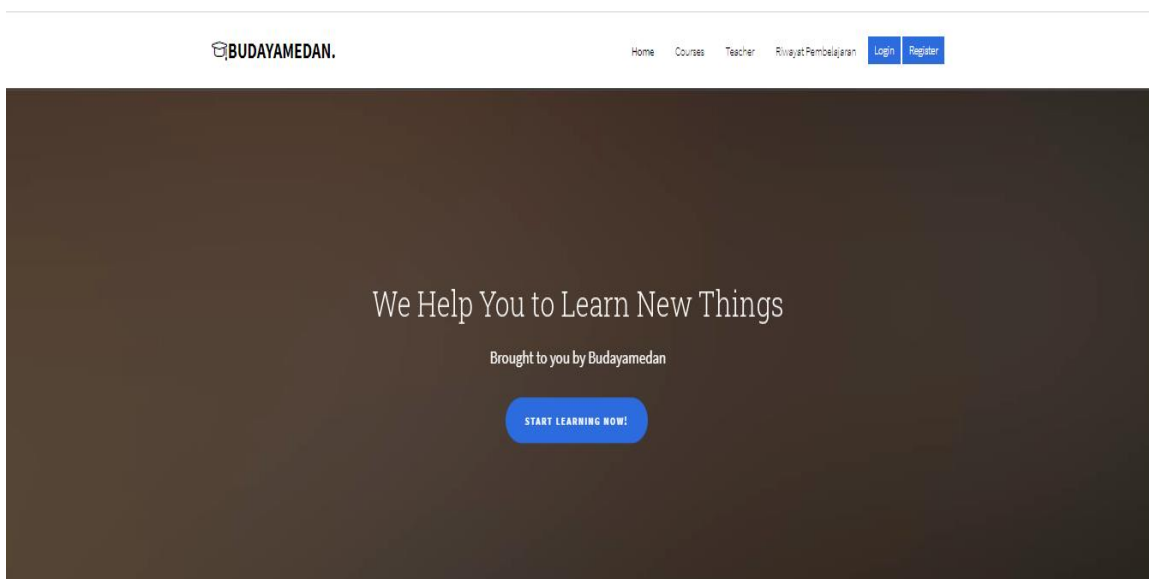 BUDAYAMEDAN.
Home Courses Teacher Riwayat Pembelajaran Login Register
We Help You to Learn New Things
Brought to you by Budayamedan
START LEARNING NOW!